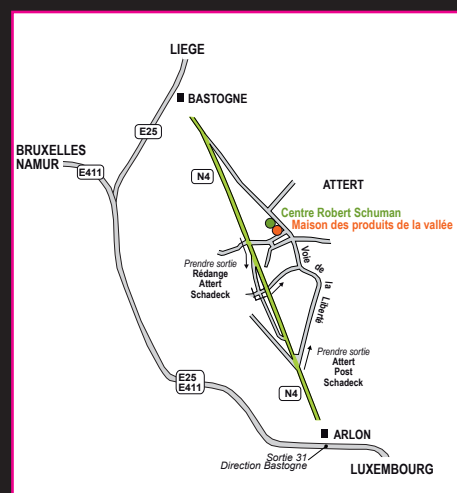 LIEGE
BASTOGNE
E25
BRUXELLES
NAMUR
E411
N4
ATTERT
Centre Robert Schuman
Maison des produits de la vallée
Voie de la Liberté
Prendre sortie
Rédange
Attert
Schadeck
Prendre sortie
Attert
Post
Schadeck
E25
E411
N4
ARLON
Sortie 31
Direction Bastogne
LUXEMBOURG